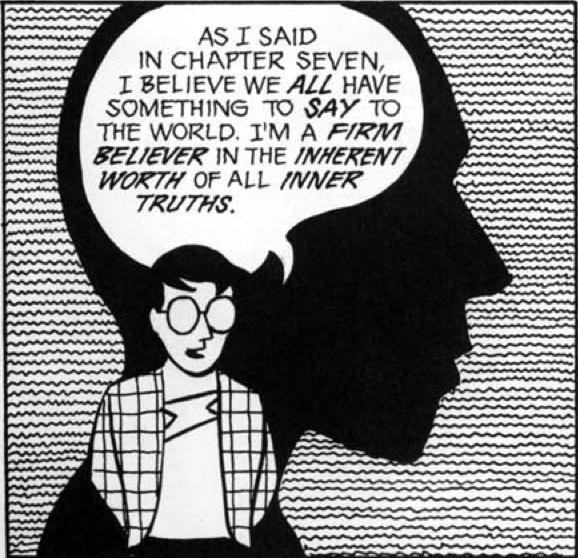 AS I SAID
IN CHAPTER SEVEN,
I BELIEVE WE ALL HAVE
SOMETHING TO SAY TO
THE WORLD. I'M A FIRM
BELIEVER IN THE INHERENT
WORTH OF ALL INNER
TRUTHS.